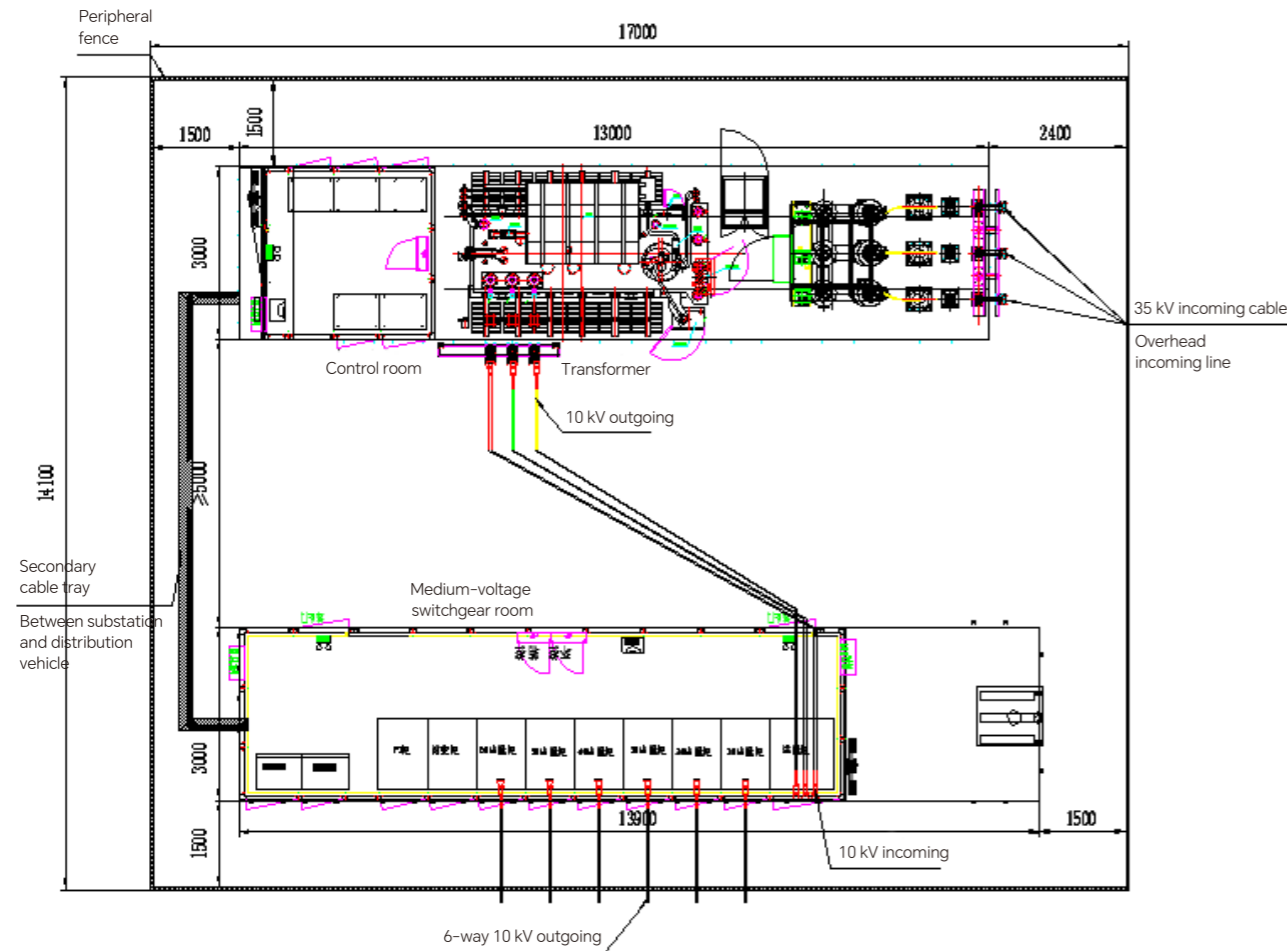 Peripheral
fence
17000
1500
1500
13000
2400
3000
35 kV incoming cable
Overhead
incoming line
Control room
Transformer
10 kV outgoing
14100
≥5000
Secondary
cable tray
Between substation
and distribution
vehicle
Medium-voltage
switchgear room
3000
1500
13900
1500
10 kV incoming
6-way 10 kV outgoing